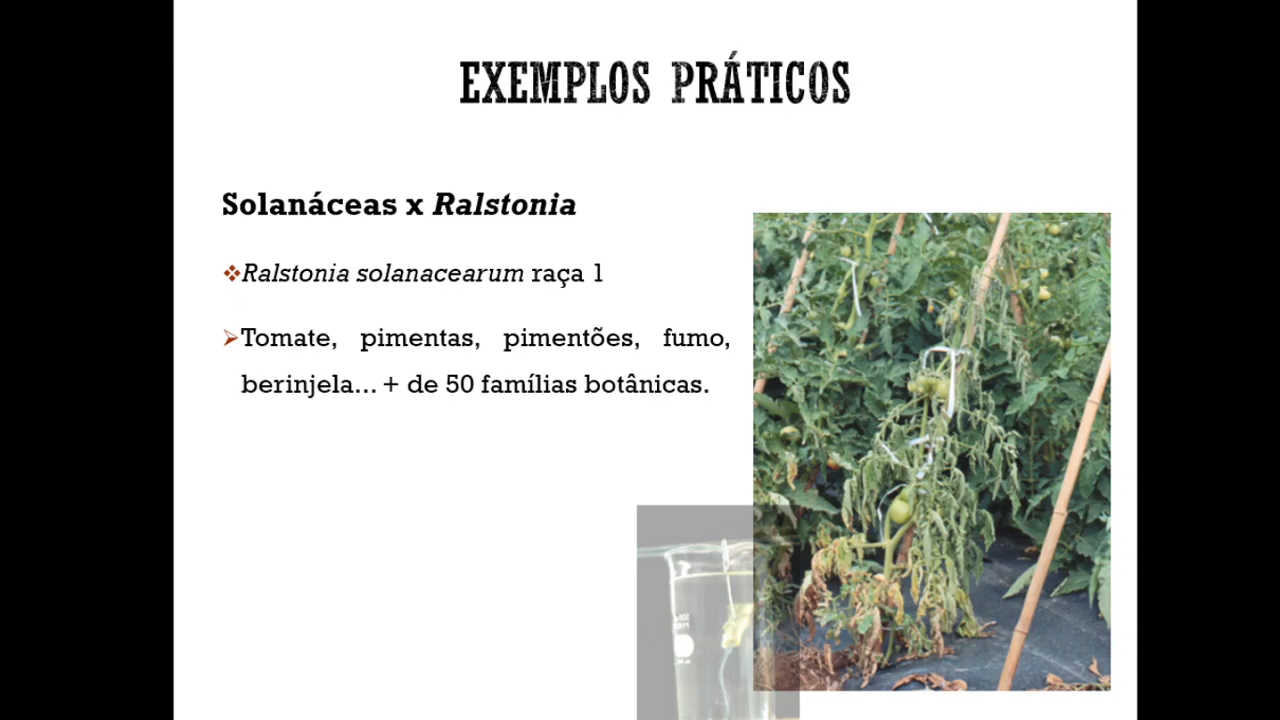 EXEMPLOS PRÁTICOS
Solanáceas x Ralstonia
Ralstonia solanacearum raça 1
Tomate, pimentas, pimentões, fumo,
berinjela... + de 50 famílias botânicas.